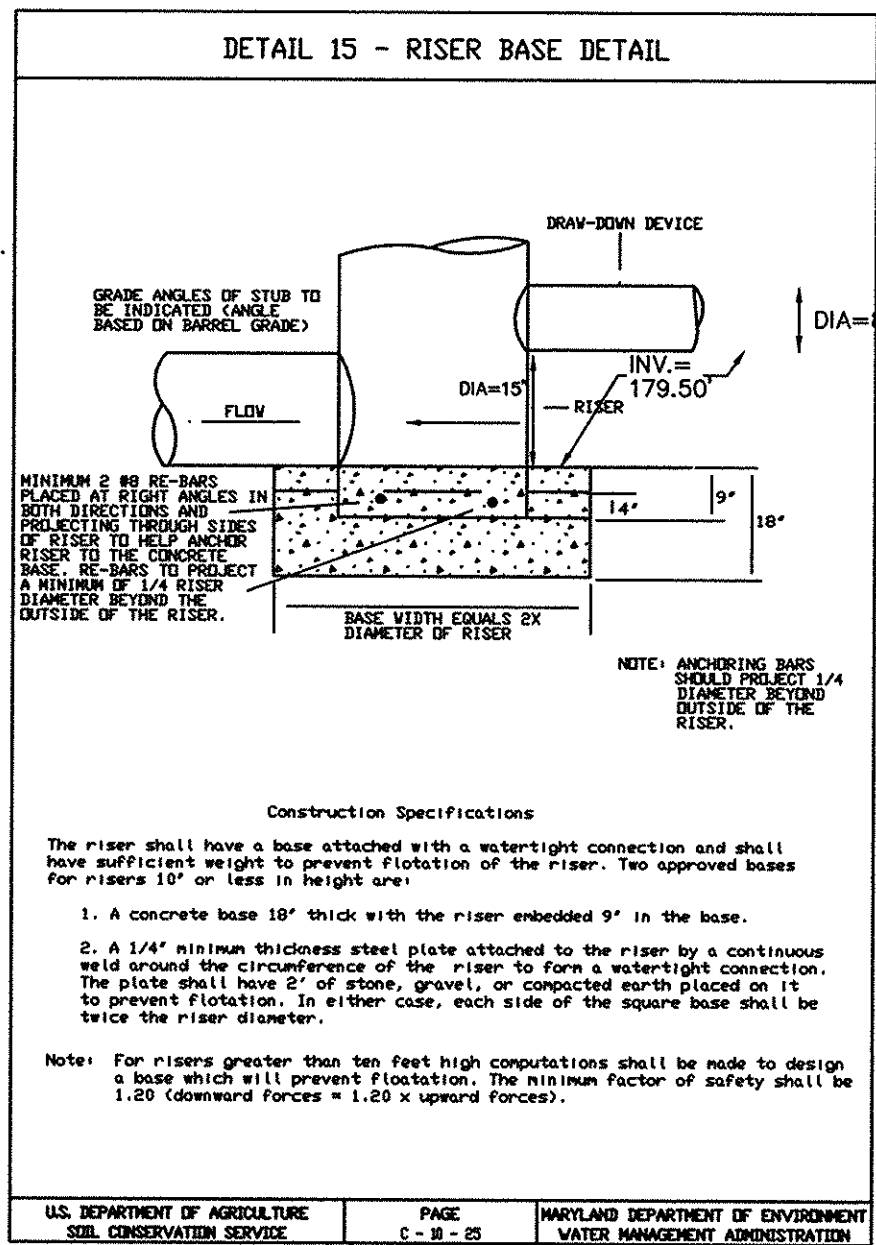 DETAIL 15 - RISER BASE DETAIL
DRAW-DOWN DEVICE
GRADE ANGLES OF STUB TO
BE INDICATED (ANGLE
BASED ON BARREL GRADE)
DIA=8
INV.=
179.50'
DIA=15"
RISER
FLOW
MINIMUM 2 #8 RE-BARS
PLACED AT RIGHT ANGLES IN
BOTH DIRECTIONS AND
PROJECTING THROUGH SIDES
OF RISER TO HELP ANCHOR
RISER TO THE CONCRETE
BASE. RE-BARS TO PROJECT
A MINIMUM OF 1/4 RISER
DIAMETER BEYOND THE
OUTSIDE OF THE RISER.
4"
9"
18"
BASE WIDTH EQUALS 2X
DIAMETER OF RISER
NOTE: ANCHORING BARS
SHOULD PROJECT 1/4
DIAMETER BEYOND
OUTSIDE OF THE
RISER.
Construction Specifications
The riser shall have a base attached with a watertight connection and shall
have sufficient weight to prevent flotation of the riser. Two approved bases
for risers 10' or less in height are:
1. A concrete base 18" thick with the riser embedded 9" in the base.
2. A 1/4" minimum thickness steel plate attached to the riser by a continuous
weld around the circumference of the riser to form a watertight connection.
The plate shall have 2' of stone, gravel, or compacted earth placed on it
to prevent flotation. In either case, each side of the square base shall be
twice the riser diameter.
Note: For risers greater than ten feet high computations shall be made to design
a base which will prevent floatation. The minimum factor of safety shall be
1.20 (downward forces = 1.20 x upward forces).
U.S. DEPARTMENT OF AGRICULTURE
SOIL CONSERVATION SERVICE
PAGE
C - 10 - 25
MARYLAND DEPARTMENT OF ENVIRONMENT
WATER MANAGEMENT ADMINISTRATION